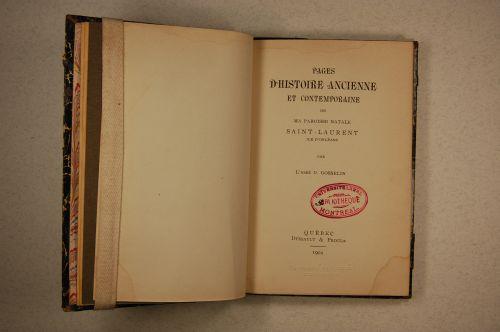 PAGES
D'HISTOIRE ANCIENNE
ET CONTEMPORAINE
DE
MA PAROISSE NATALE
SAINT-LAURENT
ILE D'ORLÉANS
PAR
L'ABBÉ D. GOSSELIN
UNIVERSITÉ LAVAL
BIBLIOTHÈQUE
MONTRÉAL
QUÉBEC
DUSSAULT & PROULX
1904